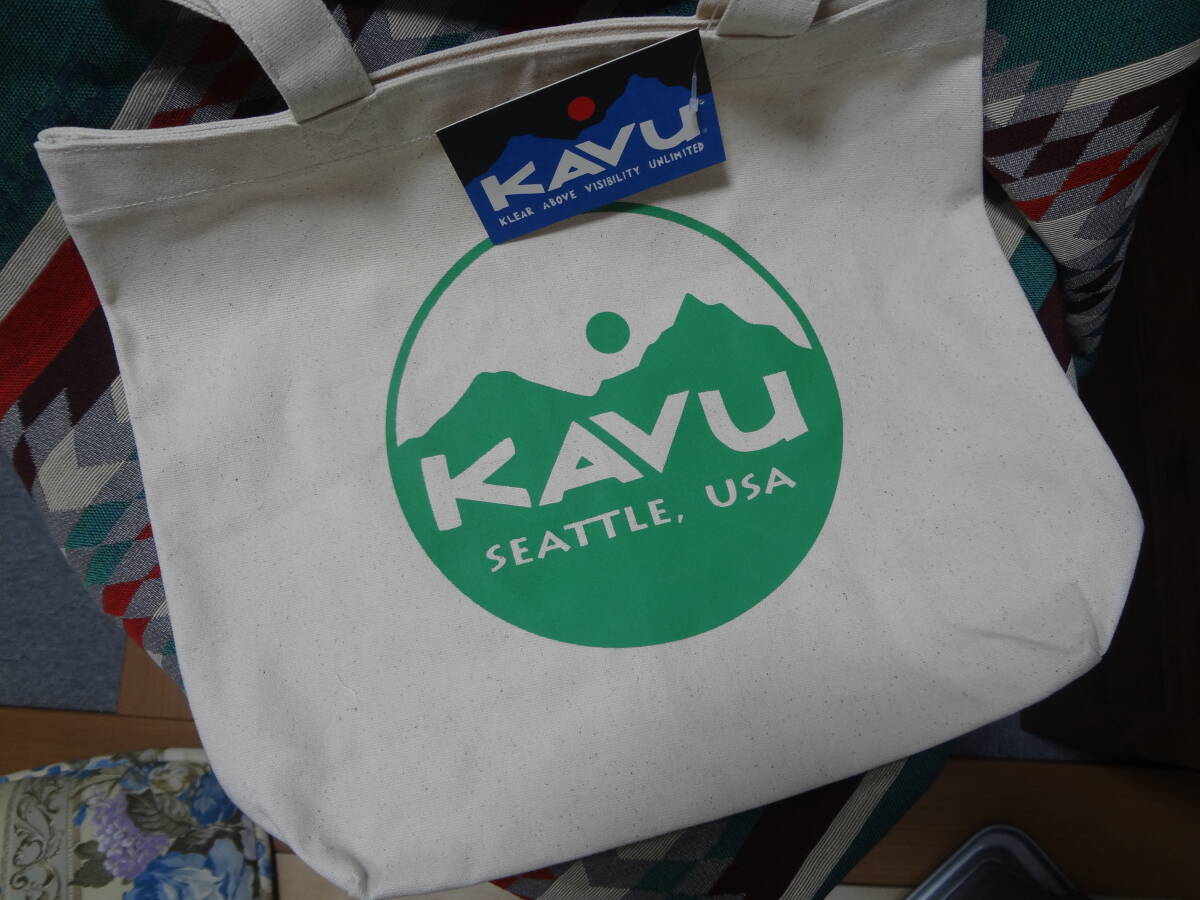 KAVU
KLEAR ABOVE VISIBILITY UNLIMITED
KAVU
SEATTLE, USA